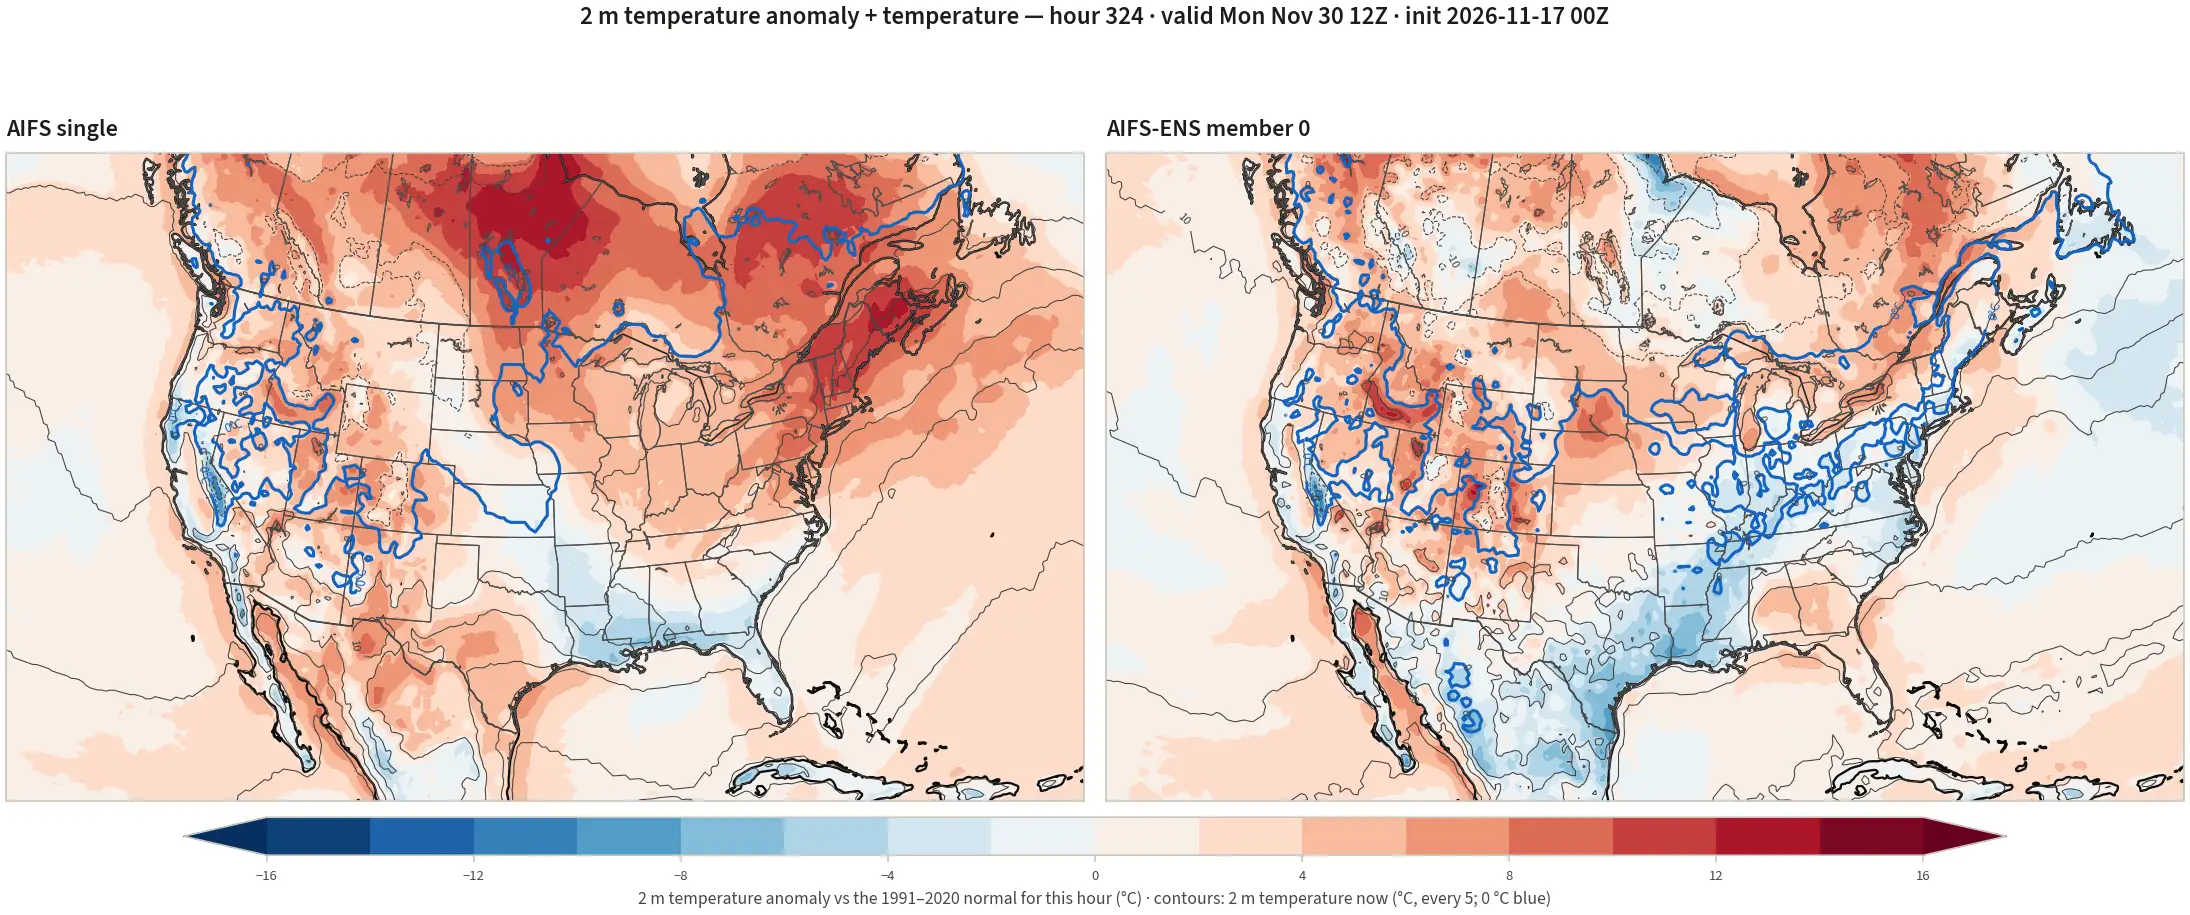 2 m temperature anomaly + temperature — hour 324 · valid Mon Nov 30 12Z · init 2026-11-17 00Z
AIFS single
AIFS-ENS member 0
−16
−12
−8
−4
0
4
8
12
16
2 m temperature anomaly vs the 1991–2020 normal for this hour (°C) · contours: 2 m temperature now (°C, every 5; 0 °C blue)